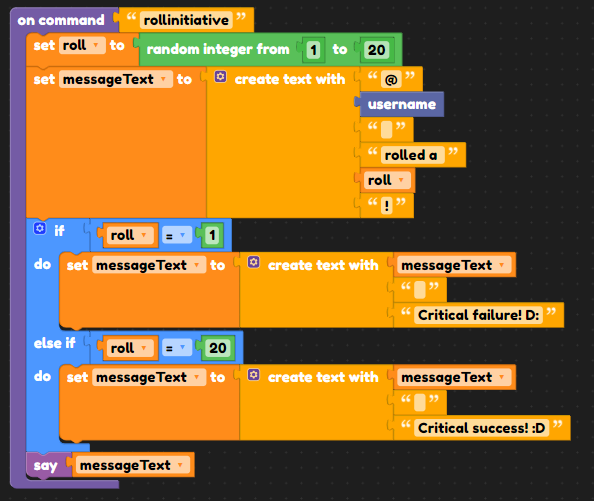 on command “ rollinitiative ”
set roll to random integer from 1 to 20
set messageText to create text with “ @ ”
username
“ ”
“ rolled a ”
roll
“ ! ”
if roll = 1
do set messageText to create text with messageText
“ ”
“ Critical failure! D: ”
else if roll = 20
do set messageText to create text with messageText
“ ”
“ Critical success! :D ”
say messageText